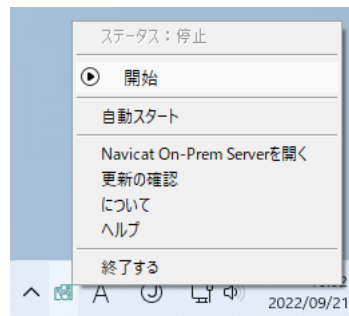 ステータス：停止
開始
自動スタート
Navicat On-Prem Serverを開く
更新の確認
について
ヘルプ
終了する
A
2022/09/21